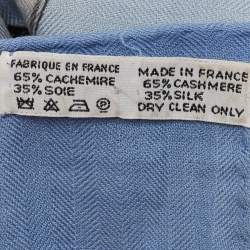 FABRIQUE EN FRANCE
65% CACHEMIRE
35% SOIE
MADE IN FRANCE
65% CASHMERE
35% SILK
DRY CLEAN ONLY